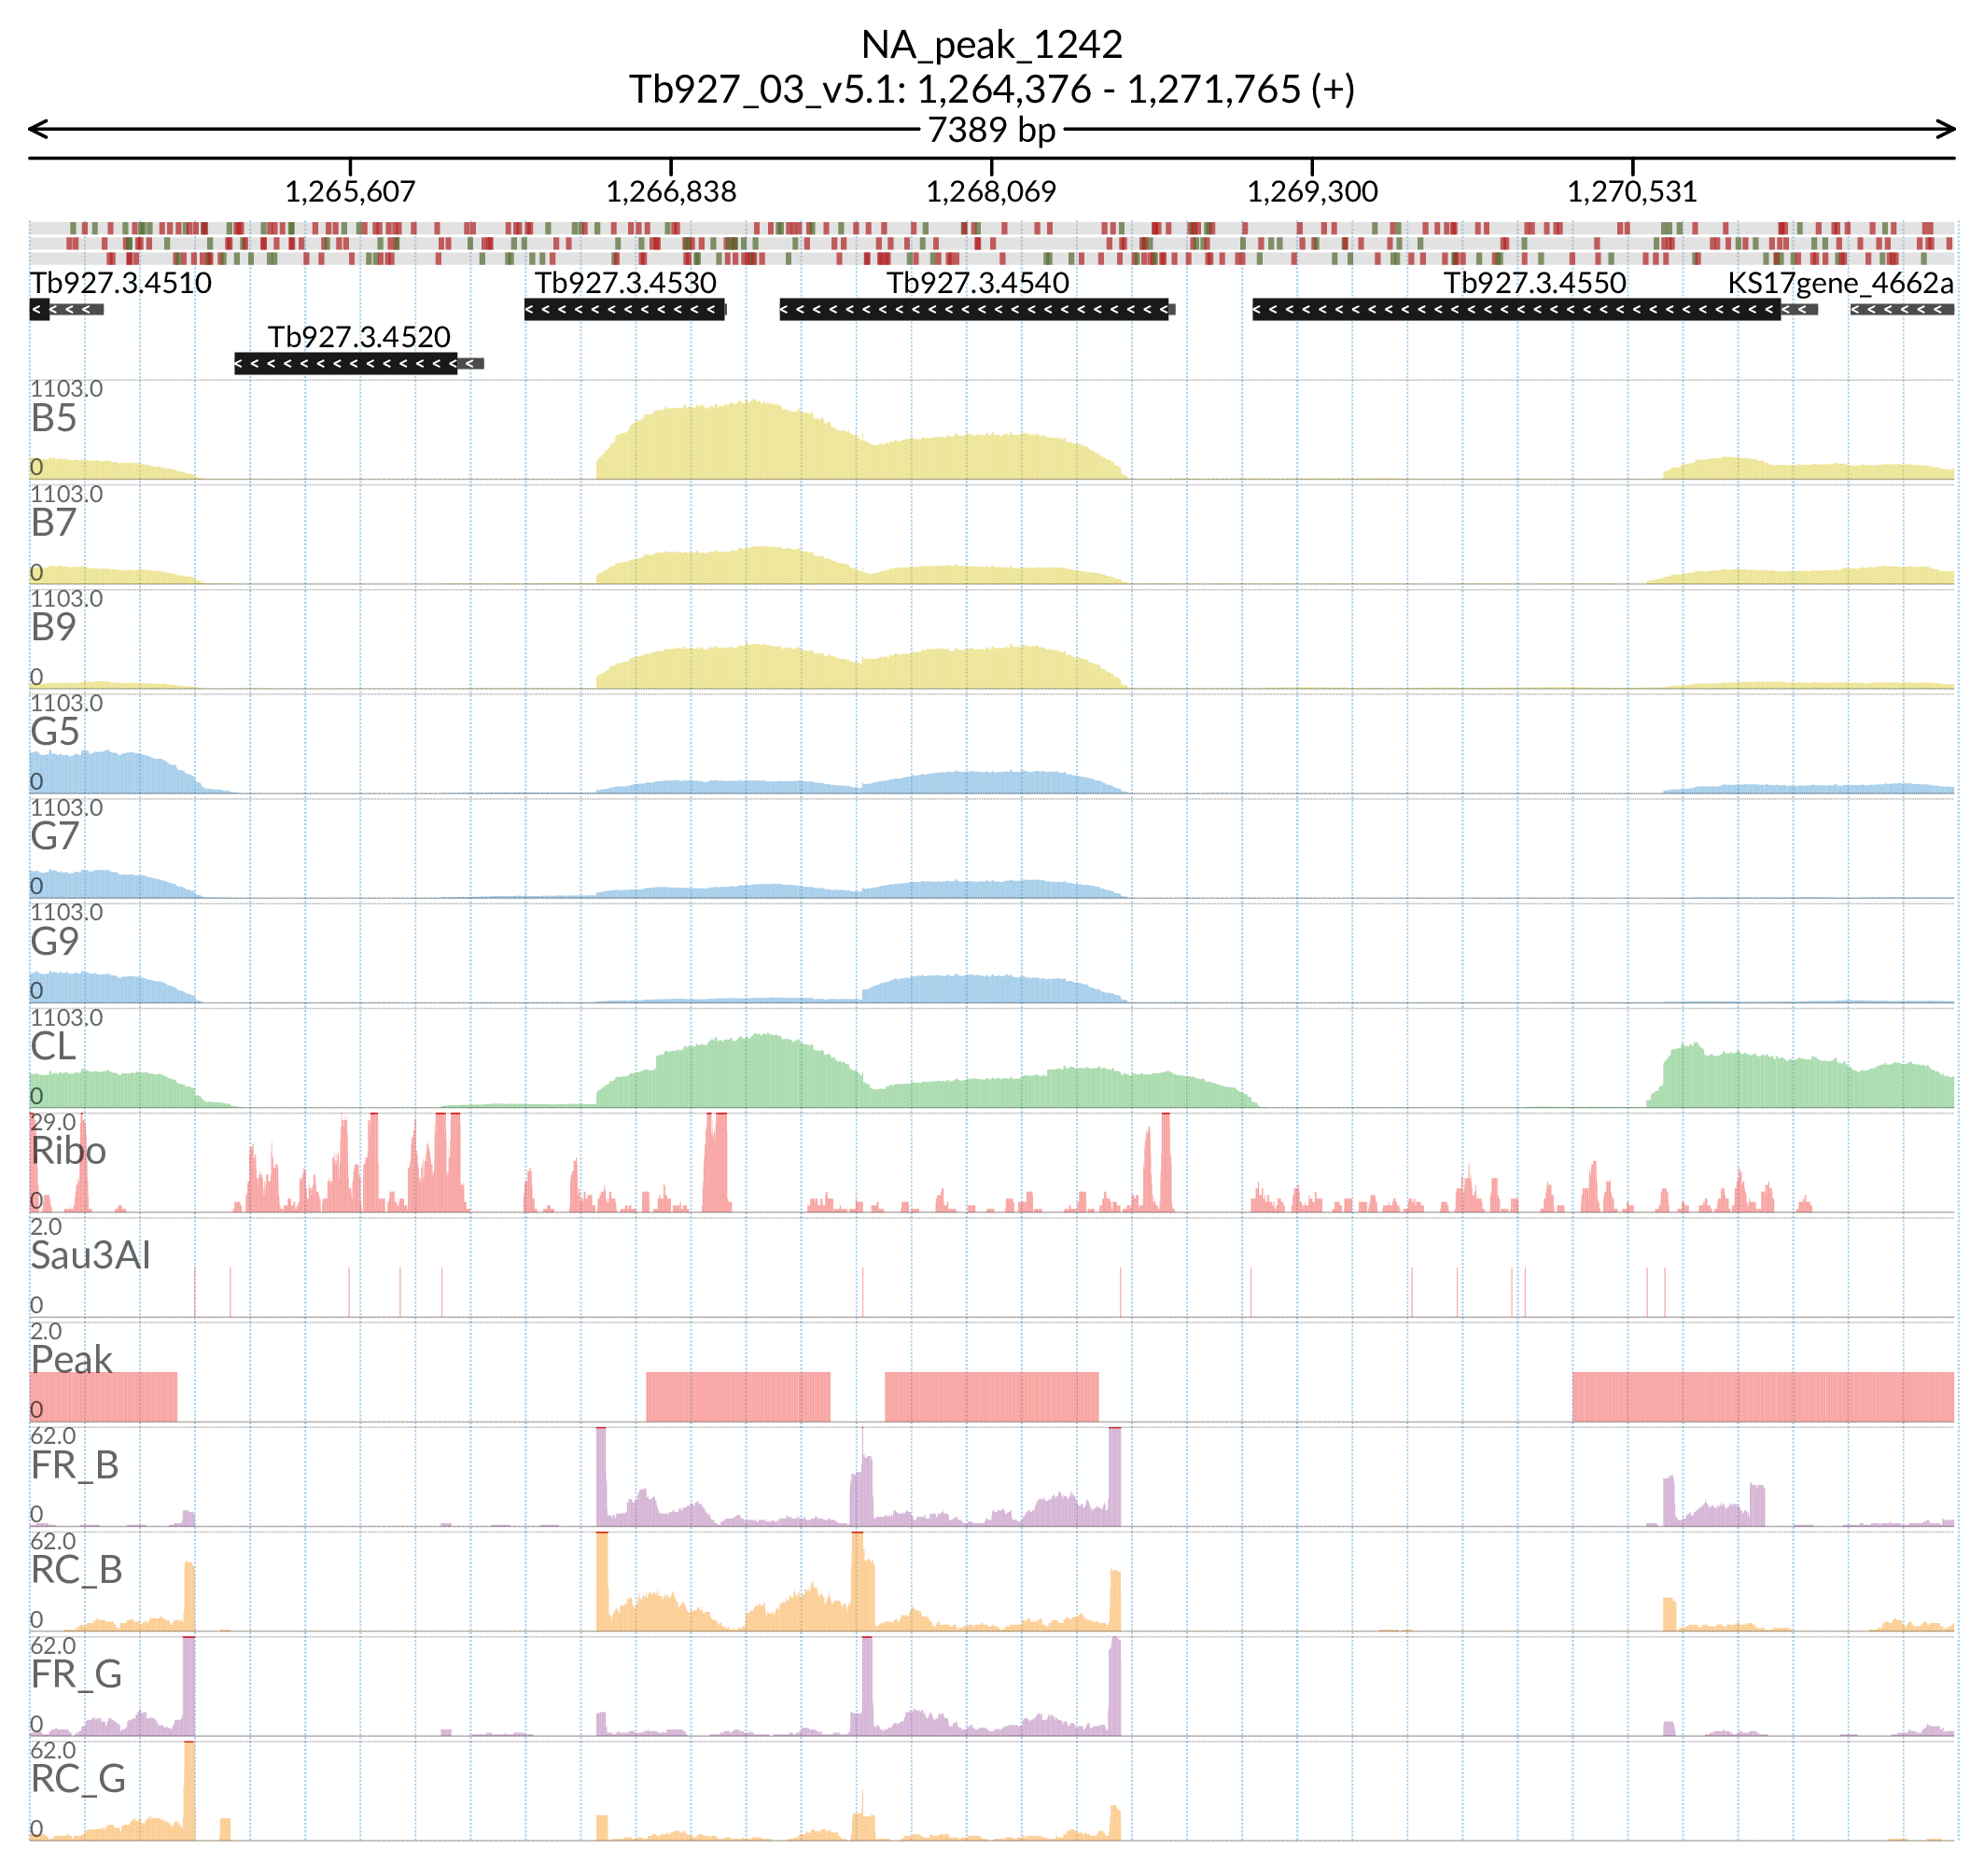 NA_peak_1242
Tb927_03_v5.1: 1,264,376 - 1,271,765 (+)
7389 bp
1,265,607 1,266,838 1,268,069 1,269,300 1,270,531
Tb927.3.4510 Tb927.3.4530 Tb927.3.4540 Tb927.3.4550 KS17gene_4662a
Tb927.3.4520
1103.0
B5
0
1103.0
B7
0
1103.0
B9
0
1103.0
G5
0
1103.0
G7
0
1103.0
G9
0
1103.0
CL
0
29.0
Ribo
0
2.0
Sau3AI
0
2.0
Peak
0
62.0
FR_B
0
62.0
RC_B
0
62.0
FR_G
0
62.0
RC_G
0